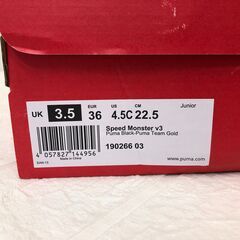 UK 3.5 EUR 36 US 4.5C CM 22.5 Junior
Speed Monster v3
Puma Black-Puma Team Gold
190266 03
4 057827 144956
Made in China
www.puma.com